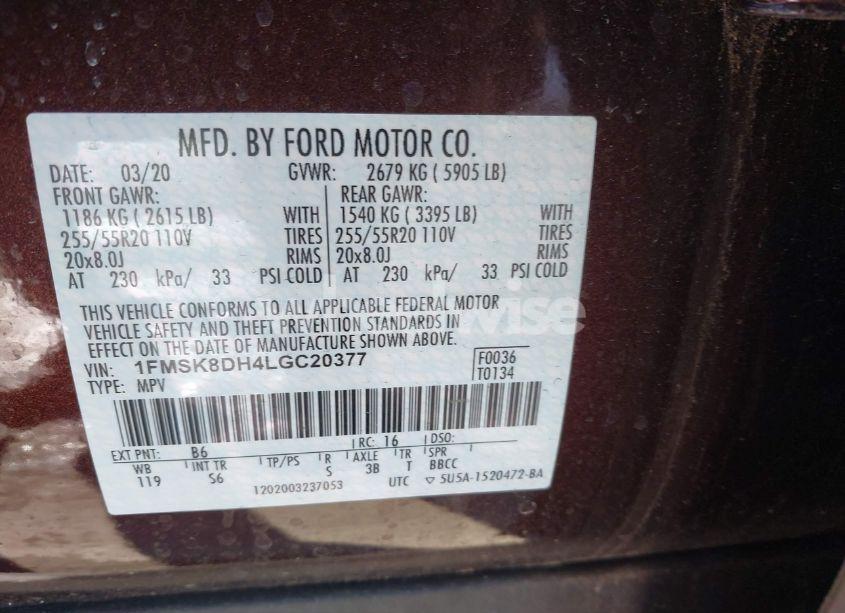 MFD. BY FORD MOTOR CO.
DATE: 03/20 GVWR: 2679 KG ( 5905 LB)
FRONT GAWR: REAR GAWR:
1186 KG ( 2615 LB) WITH 1540 KG ( 3395 LB) WITH
255/55R20 110V TIRES 255/55R20 110V TIRES
20x8.0J RIMS 20x8.0J RIMS
AT 230 kPa/ 33 PSI COLD AT 230 kPa/ 33 PSI COLD
THIS VEHICLE CONFORMS TO ALL APPLICABLE FEDERAL MOTOR
VEHICLE SAFETY AND THEFT PREVENTION STANDARDS IN
EFFECT ON THE DATE OF MANUFACTURE SHOWN ABOVE.
VIN: 1FMSK8DH4LGC20377 F0036
TYPE: MPV T0134
EXT PNT: B6 RC: 16 DSO:
WB INT TR TP/PS R AXLE TR SPR
119 S6 S 3B T BBCC
1202003237053 UTC ▽ 5U5A-1520472-BA